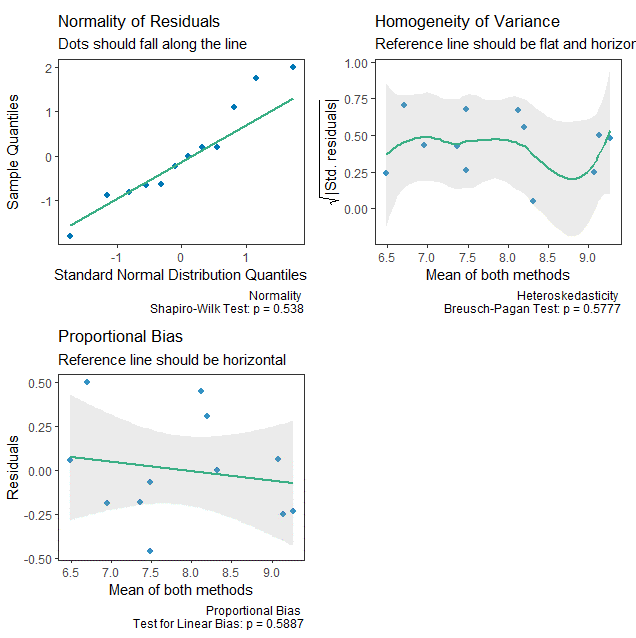 Normality of Residuals
Dots should fall along the line
2
1
0
-1
Sample Quantiles
-1
0
1
Standard Normal Distribution Quantiles
Normality
Shapiro-Wilk Test: p = 0.538
Homogeneity of Variance
Reference line should be flat and horizor
1.00
0.75
0.50
0.25
0.00
√|Std. residuals|
6.5
7.0
7.5
8.0
8.5
9.0
Mean of both methods
Heteroskedasticity
Breusch-Pagan Test: p = 0.5777
Proportional Bias
Reference line should be horizontal
0.50
0.25
0.00
-0.25
-0.50
Residuals
6.5
7.0
7.5
8.0
8.5
9.0
Mean of both methods
Proportional Bias
Test for Linear Bias: p = 0.5887